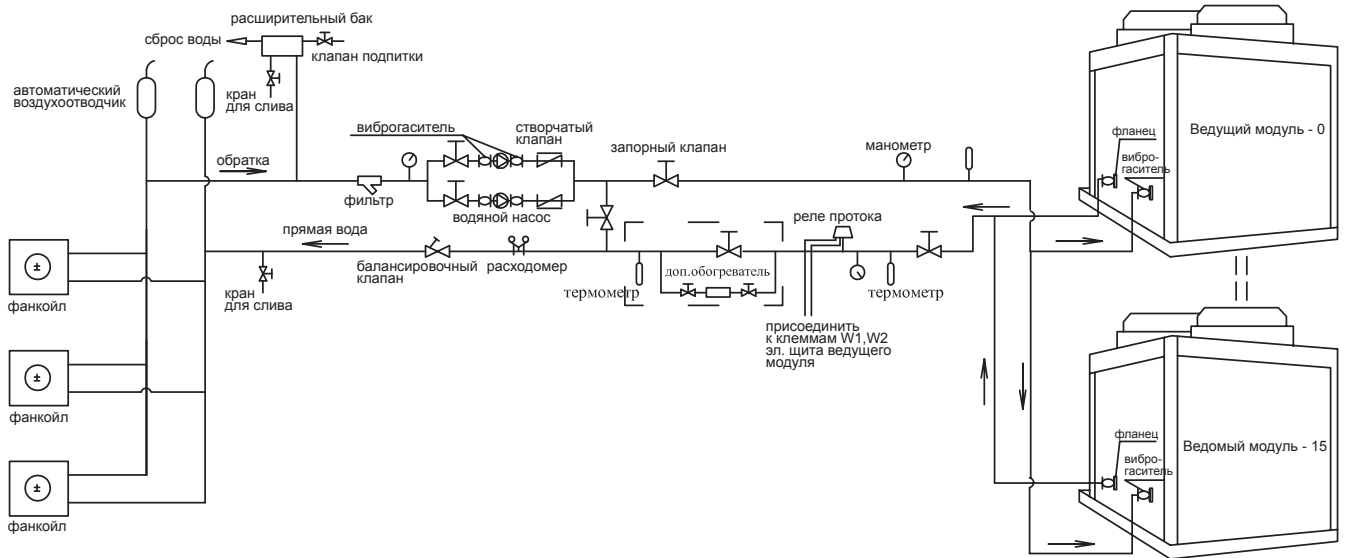 расширительный бак
сброс воды
клапан подпитки
автоматический
воздухоотводчик
кран
для слива
обратка
виброгаситель
створчатый
клапан
запорный клапан
манометр
фильтр
водяной насос
прямая вода
балансировочный
клапан
расходомер
доп.обогреватель
реле протока
термометр
термометр
кран
для слива
присоединить
к клеммам W1,W2
эл. щита ведущего
модуля
фанкойл
фанкойл
фанкойл
Ведущий модуль - 0
фланец
вибро-
гаситель
Ведомый модуль - 15
фланец
вибро-
гаситель